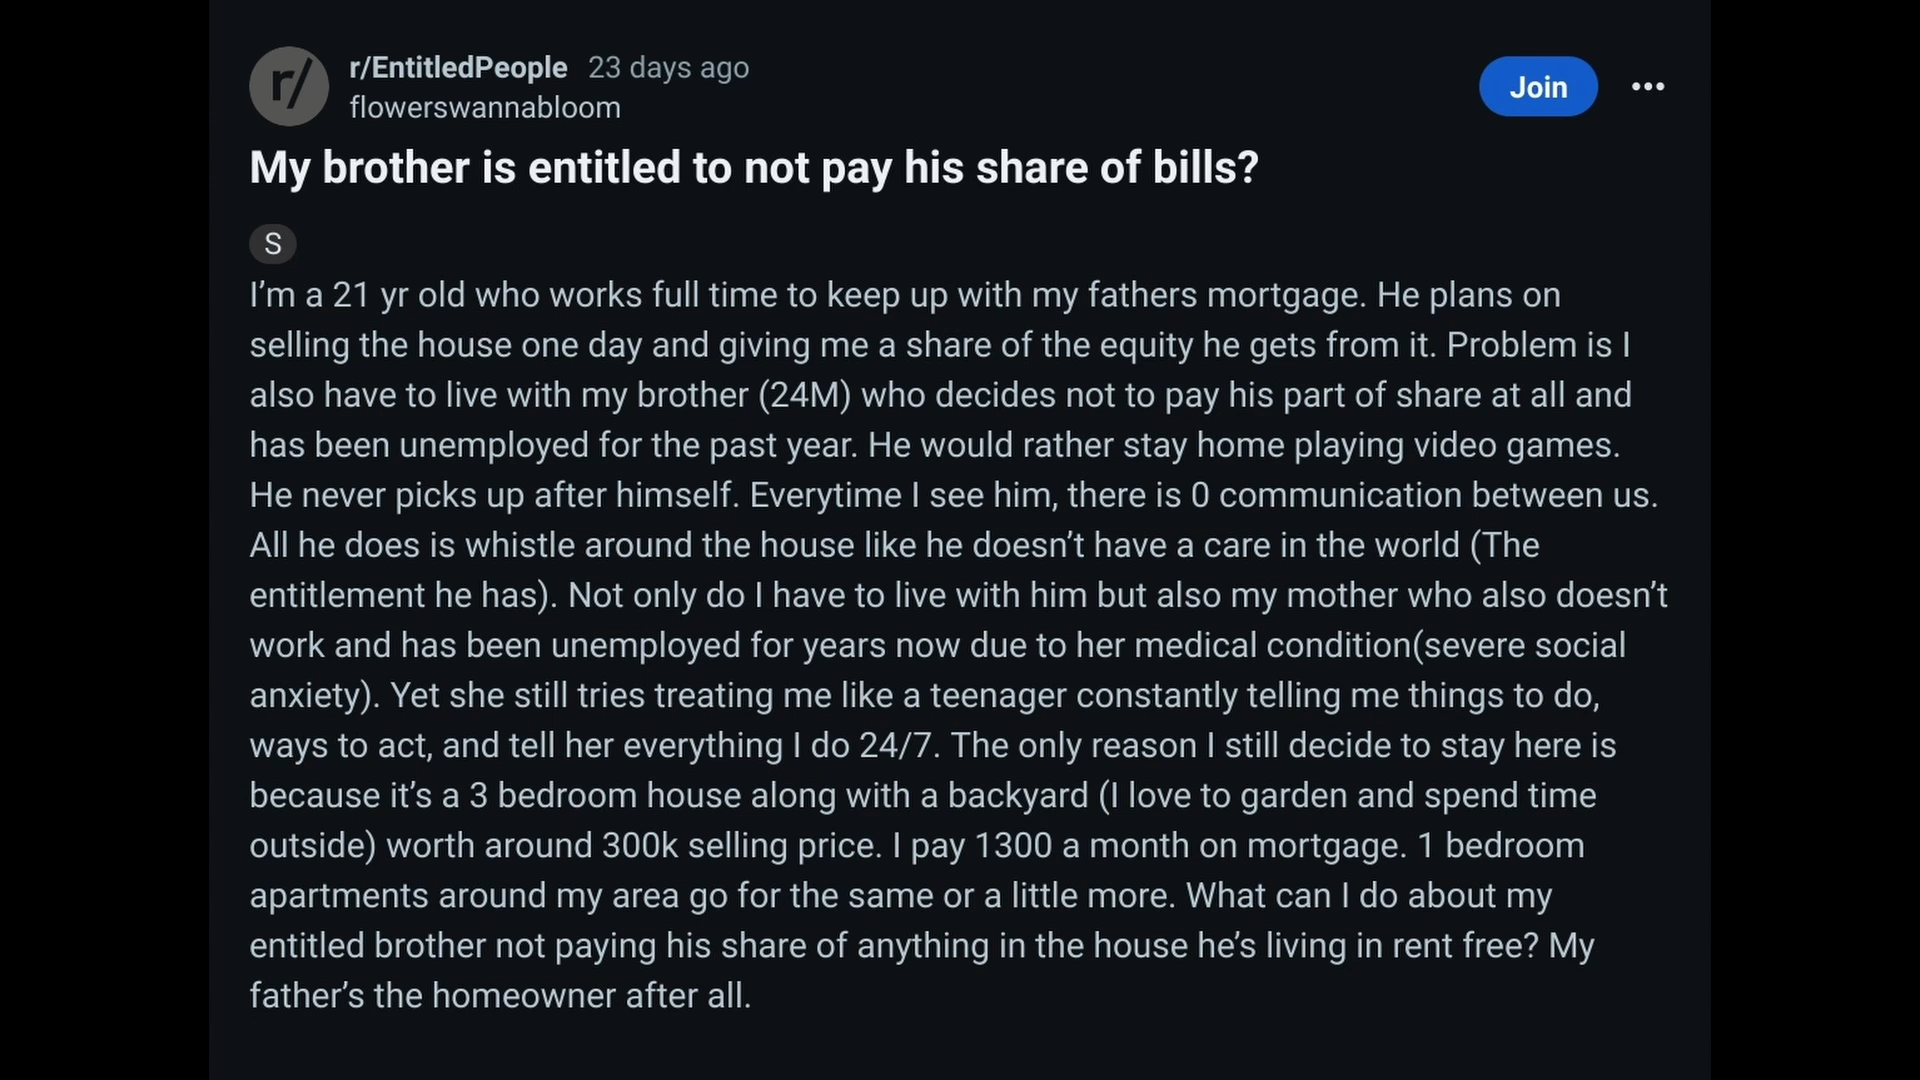 r/
r/EntitledPeople 23 days ago
flowerswannabloom
Join
My brother is entitled to not pay his share of bills?
S
I’m a 21 yr old who works full time to keep up with my fathers mortgage. He plans on
selling the house one day and giving me a share of the equity he gets from it. Problem is I
also have to live with my brother (24M) who decides not to pay his part of share at all and
has been unemployed for the past year. He would rather stay home playing video games.
He never picks up after himself. Everytime I see him, there is 0 communication between us.
All he does is whistle around the house like he doesn’t have a care in the world (The
entitlement he has). Not only do I have to live with him but also my mother who also doesn’t
work and has been unemployed for years now due to her medical condition(severe social
anxiety). Yet she still tries treating me like a teenager constantly telling me things to do,
ways to act, and tell her everything I do 24/7. The only reason I still decide to stay here is
because it’s a 3 bedroom house along with a backyard (I love to garden and spend time
outside) worth around 300k selling price. I pay 1300 a month on mortgage. 1 bedroom
apartments around my area go for the same or a little more. What can I do about my
entitled brother not paying his share of anything in the house he’s living in rent free? My
father’s the homeowner after all.